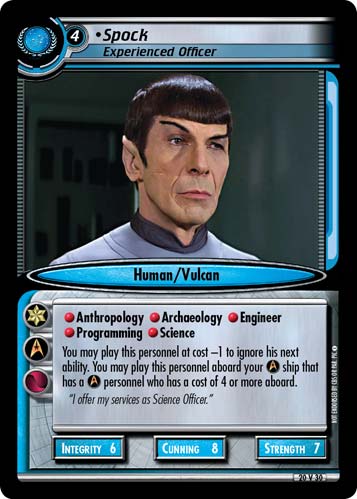 4 •Spock
Experienced Officer
Human/Vulcan
• Anthropology • Archaeology • Engineer
• Programming • Science
You may play this personnel at cost –1 to ignore his next
ability. You may play this personnel aboard your ship that
has a personnel who has a cost of 4 or more aboard.
"I offer my services as Science Officer."
INTEGRITY 6 CUNNING 8 STRENGTH 7
20 V 30